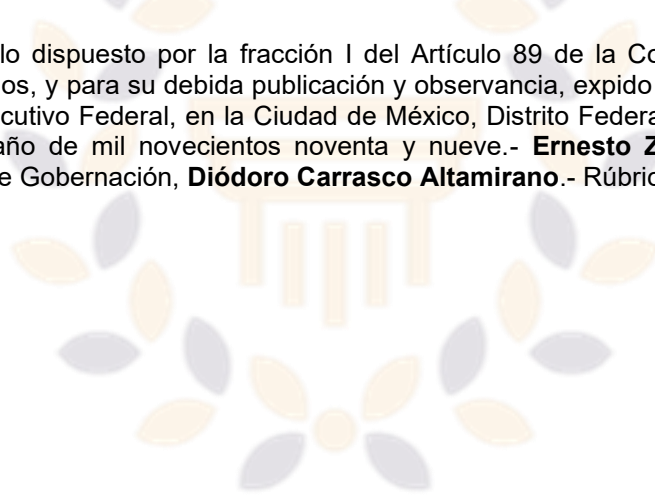 lo dispuesto por la fracción I del Artículo 89 de la Co
os, y para su debida publicación y observancia, expido
cutivo Federal, en la Ciudad de México, Distrito Federa
año de mil novecientos noventa y nueve.- Ernesto Z
e Gobernación, Diódoro Carrasco Altamirano.- Rúbric